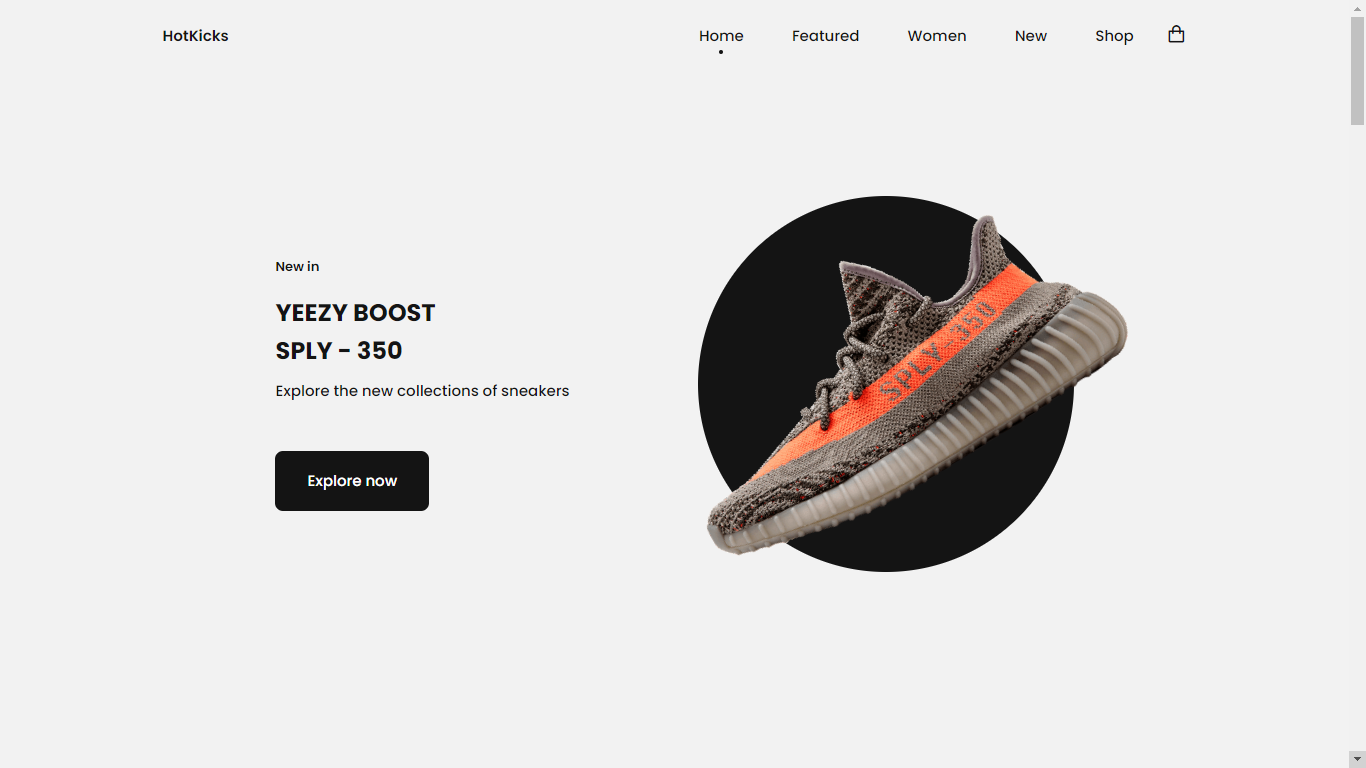 HotKicks
Home
Featured
Women
New
Shop
New in
YEEZY BOOST
SPLY - 350
Explore the new collections of sneakers
Explore now
SPLY-350